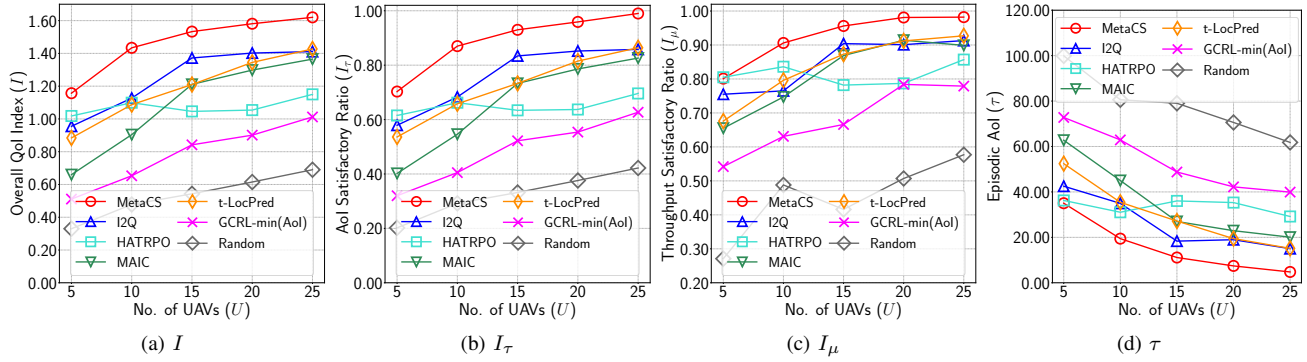 Overall QoI Index (I)
1.60
1.40
1.20
1.00
0.80
0.60
0.40
0.20
0.00
5
10
15
20
25
No. of UAVs (U)
MetaCS
I2Q
HATRPO
MAIC
t-LocPred
GCRL-min(AoI)
Random
(a) I
AoI Satisfactory Ratio (I_τ)
1.00
0.80
0.60
0.40
0.20
0.00
5
10
15
20
25
No. of UAVs (U)
MetaCS
I2Q
HATRPO
MAIC
t-LocPred
GCRL-min(AoI)
Random
(b) I_τ
Throughput Satisfactory Ratio (I_μ)
1.00
0.90
0.80
0.70
0.60
0.50
0.40
0.30
0.20
5
10
15
20
25
No. of UAVs (U)
MetaCS
I2Q
HATRPO
MAIC
t-LocPred
GCRL-min(AoI)
Random
(c) I_μ
Episodic AoI (τ)
120.00
100.00
80.00
60.00
40.00
20.00
0.00
5
10
15
20
25
No. of UAVs (U)
MetaCS
I2Q
HATRPO
MAIC
t-LocPred
GCRL-min(AoI)
Random
(d) τ